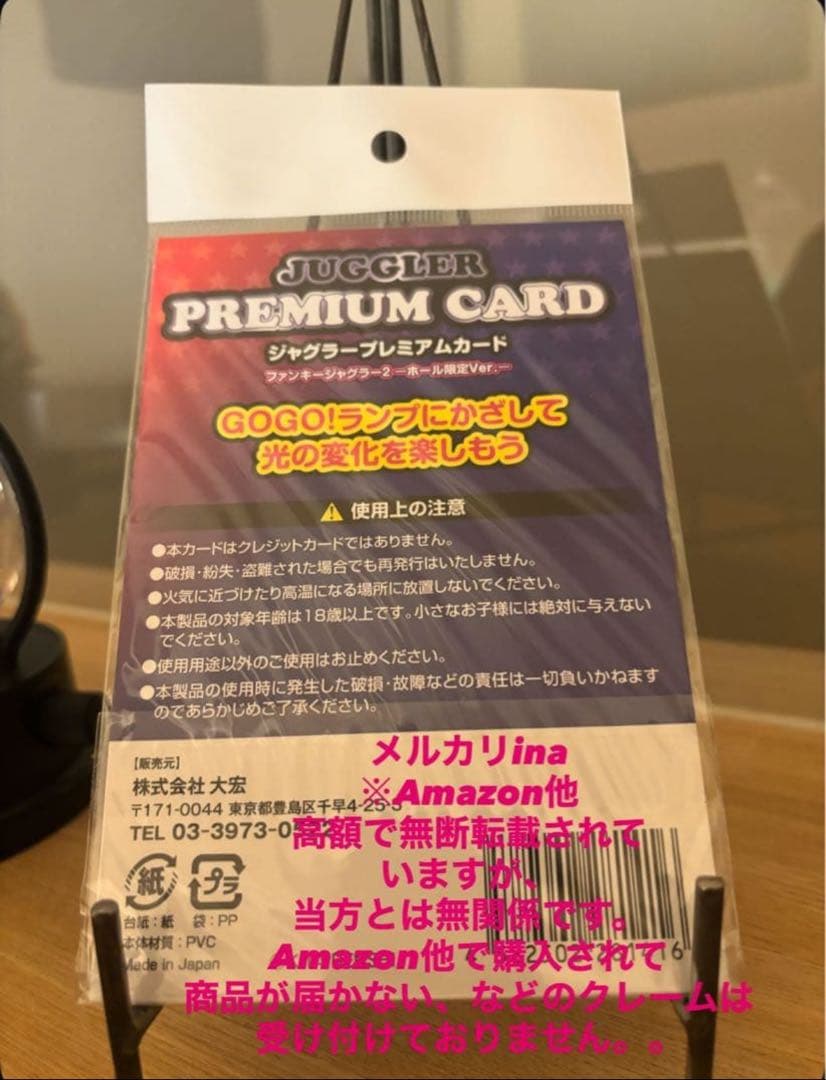 JUGGLER
PREMIUM CARD
ジャグラープレミアムカード
ファンキージャグラー2 ーホール限定Ver.ー
GOGO!ランプにかざして
光の変化を楽しもう
使用上の注意
●本カードはクレジットカードではありません。
●破損・紛失・盗難された場合でも再発行はいたしません。
●火気に近づけたり高温になる場所に放置しないでください。
●本製品の対象年齢は18歳以上です。小さなお子様には絶対に与えない
でください。
●使用用途以外のご使用はお止めください。
●本製品の使用時に発生した破損・故障などの責任は一切負いかねます
のであらかじめご了承ください。
【販売元】
株式会社 大宏
〒171-0044 東京都豊島区千早4-25-5
TEL 03-3973-
紙
プラ
台紙:紙 袋:PP
本体材質:PVC
Made in Japan
メルカリina
※Amazon他
高額で無断転載されて
いますが、
当方とは無関係です。
Amazon他で購入されて
商品が届かない、などのクレームは
受け付けておりません。。